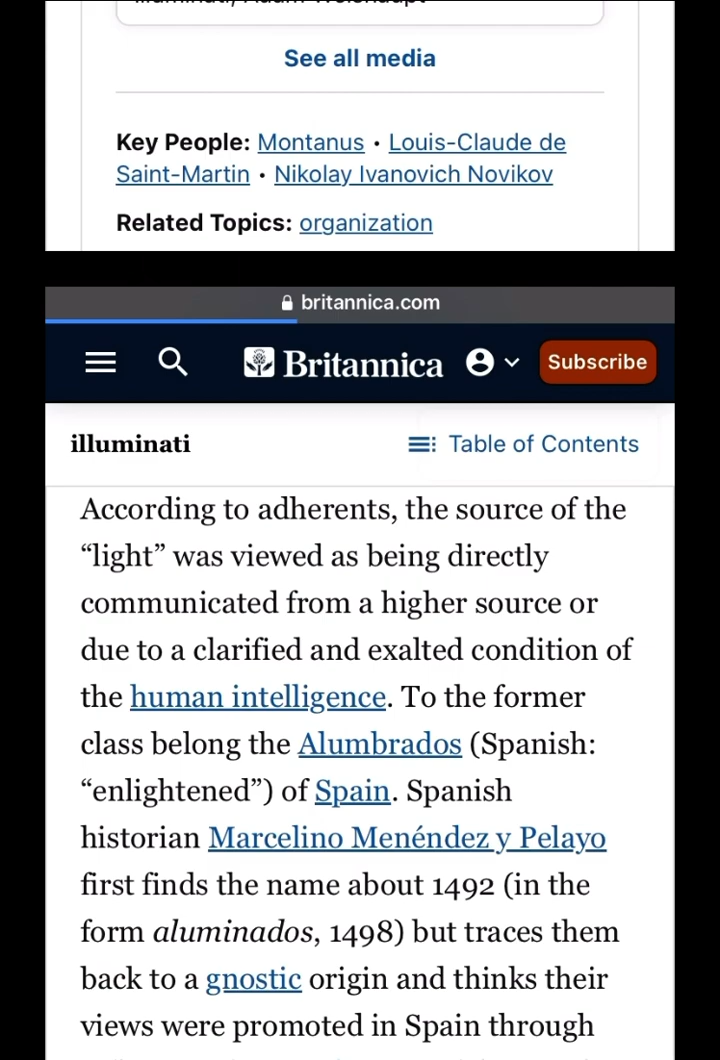 Illuminati, Adam Weishaupt
See all media
Key People: Montanus • Louis-Claude de
Saint-Martin • Nikolay Ivanovich Novikov
Related Topics: organization
britannica.com
Britannica
Subscribe
illuminati
Table of Contents
According to adherents, the source of the
“light” was viewed as being directly
communicated from a higher source or
due to a clarified and exalted condition of
the human intelligence. To the former
class belong the Alumbrados (Spanish:
“enlightened”) of Spain. Spanish
historian Marcelino Menéndez y Pelayo
first finds the name about 1492 (in the
form aluminados, 1498) but traces them
back to a gnostic origin and thinks their
views were promoted in Spain through